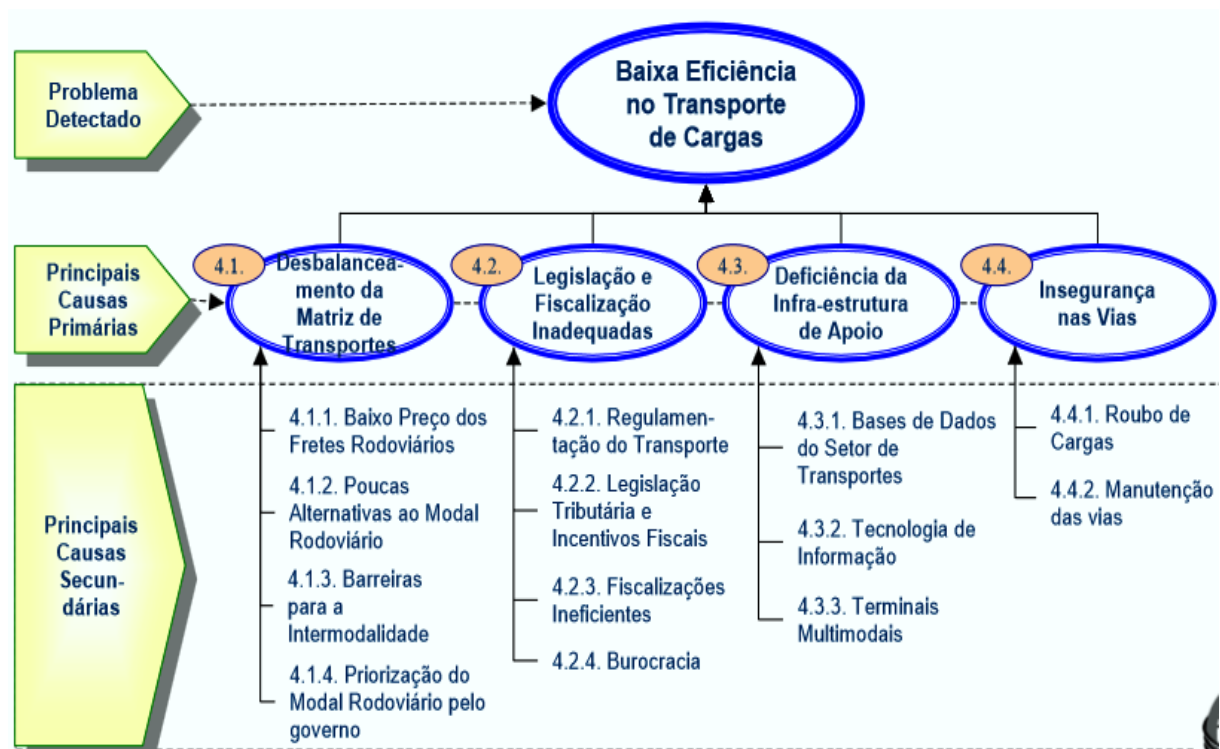 Problema
Detectado
Baixa Eficiência
no Transporte
de Cargas
Principais
Causas
Primárias
4.1.
Desbalanceá-
mento da
Matriz de
Transportes
4.2.
Legislação e
Fiscalização
Inadequadas
4.3.
Deficiência da
Infra-estrutura
de Apoio
4.4.
Insegurança
nas Vias
Principais
Causas
Secun-
dárias
4.1.1. Baixo Preço dos
Fretes Rodoviários
4.1.2. Poucas
Alternativas ao Modal
Rodoviário
4.1.3. Barreiras
para a
Intermodalidade
4.1.4. Priorização do
Modal Rodoviário pelo
governo
4.2.1. Regulamen-
tação do Transporte
4.2.2. Legislação
Tributária e
Incentivos Fiscais
4.2.3. Fiscalizações
Ineficientes
4.2.4. Burocracia
4.3.1. Bases de Dados
do Setor de
Transportes
4.3.2. Tecnologia de
Informação
4.3.3. Terminais
Multimodais
4.4.1. Roubo de
Cargas
4.4.2. Manutenção
das vias